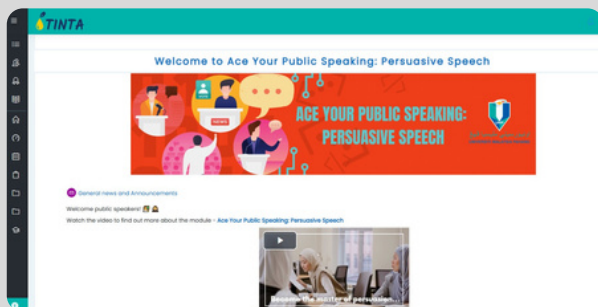 TINTA
Welcome to Ace Your Public Speaking: Persuasive Speech
NEWS
ACE YOUR PUBLIC SPEAKING:
PERSUASIVE SPEECH
General news and Announcements
Welcome public speakers!
Watch the video to find out more about the module - Ace Your Public Speaking: Persuasive Speech
Become the master of persuasion...